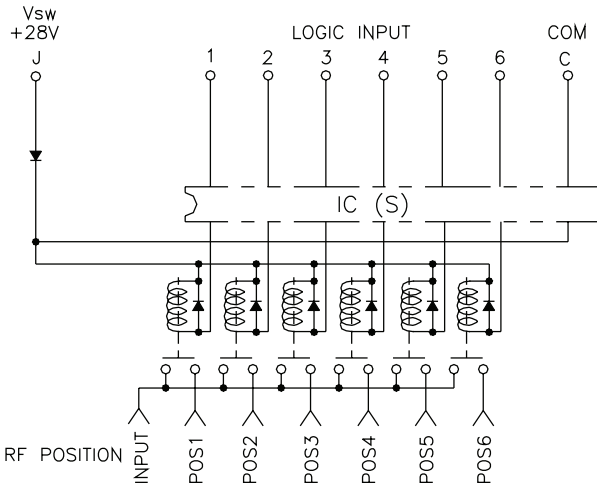 Vsw
+28V
J
LOGIC INPUT
COM
1 2 3 4 5 6 C
IC (S)
RF POSITION
INPUT
POS1
POS2
POS3
POS4
POS5
POS6